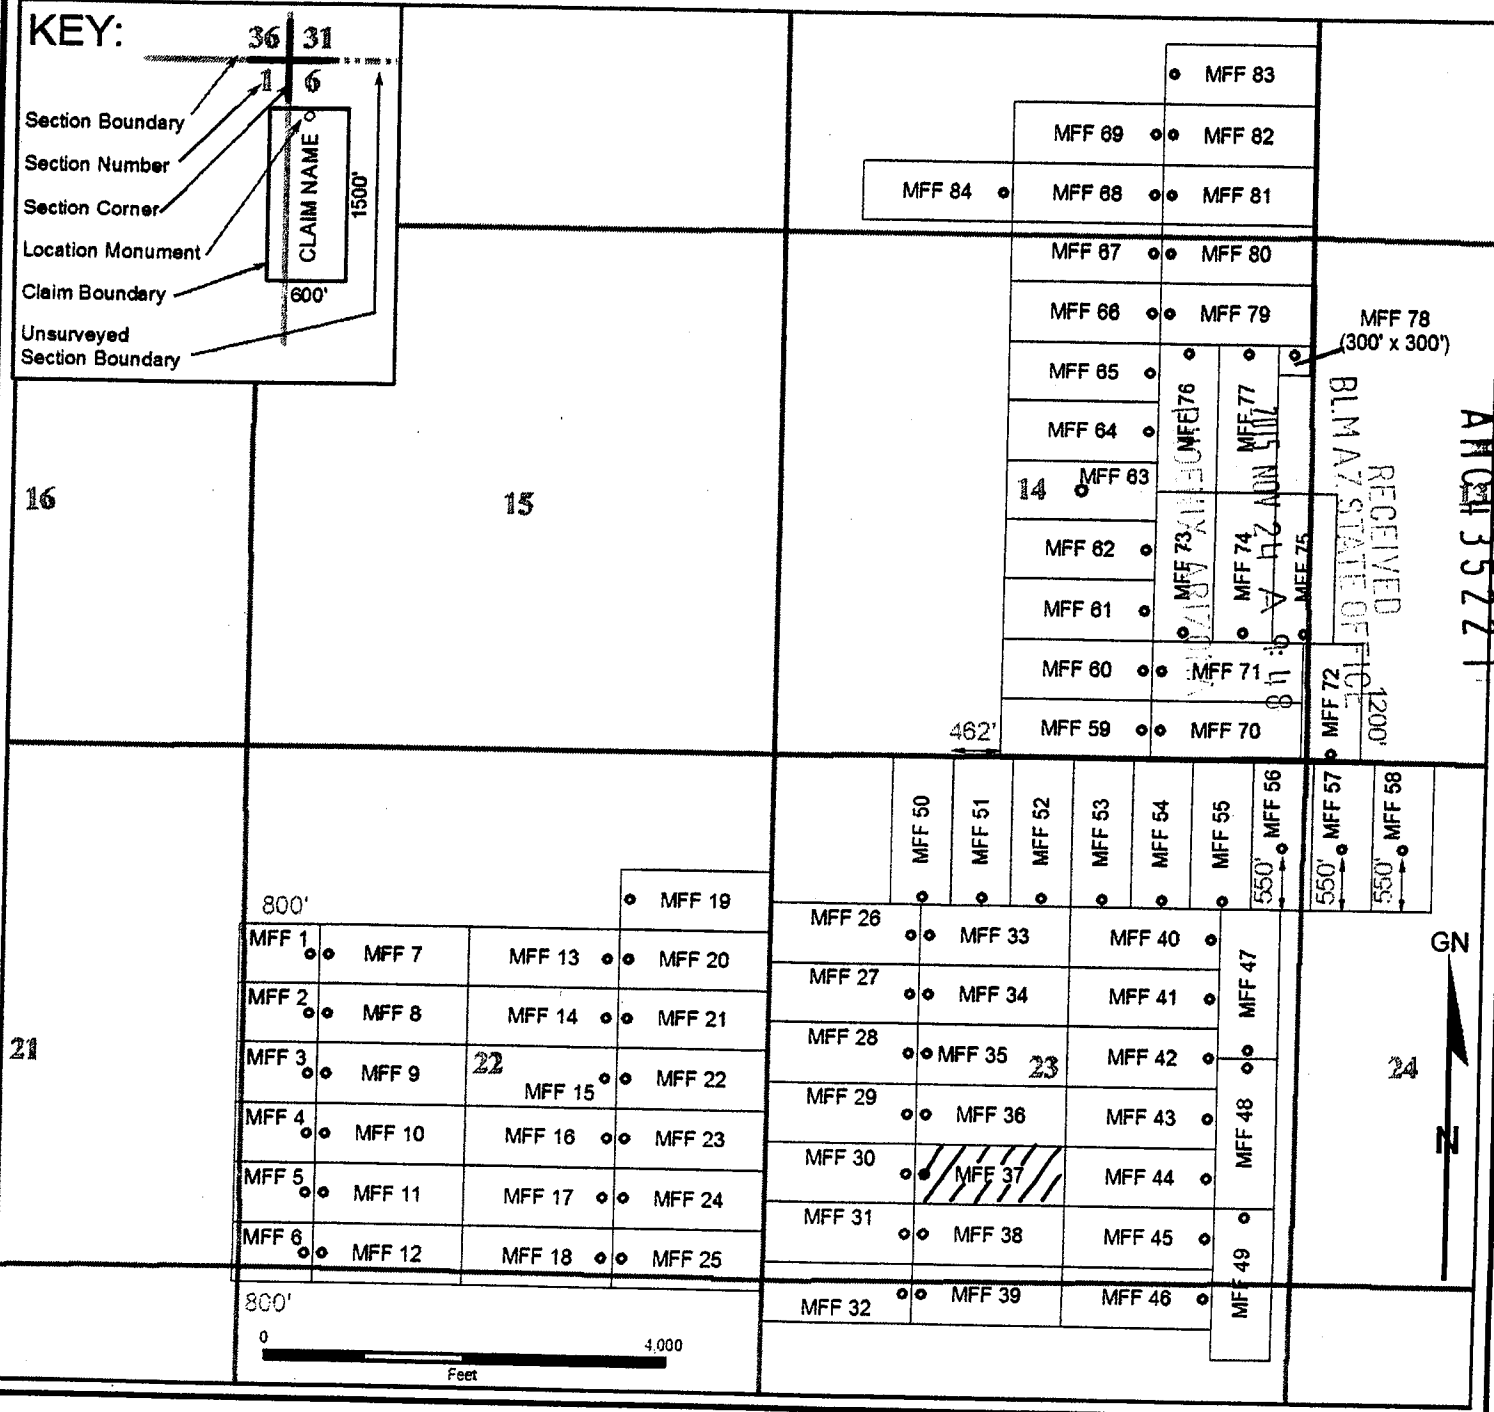 KEY:
36 31
1 6
Section Boundary
Section Number
Section Corner
Location Monument
Claim Boundary
Unsurveyed
Section Boundary
CLAIM NAME
1500'
600'
MFF 83
MFF 69 MFF 82
MFF 84 MFF 68 MFF 81
MFF 67 MFF 80
MFF 66 MFF 79
MFF 78
(300' x 300')
MFF 65 MFF 76 MFF 77
MFF 64
16 15 14 MFF 63
MFF 62 MFF 73 MFF 74 MFF 75
MFF 61
MFF 60 MFF 71 MFF 72 1200'
462' MFF 59 MFF 70
RECEIVED
BLM AZ STATE OFFICE
2015 NOV 24 A 9:48
PHOENIX, ARIZONA
MFF 50 MFF 51 MFF 52 MFF 53 MFF 54 MFF 55 MFF 56 MFF 57 MFF 58
550' 550' 550'
800' MFF 19
MFF 1 MFF 7 MFF 13 MFF 20
MFF 2 MFF 8 MFF 14 MFF 21
21 MFF 3 MFF 9 22 MFF 15 MFF 22
MFF 4 MFF 10 MFF 16 MFF 23
MFF 5 MFF 11 MFF 17 MFF 24
MFF 6 MFF 12 MFF 18 MFF 25
800'
MFF 26 MFF 33 MFF 40 MFF 47
MFF 27 MFF 34 MFF 41
MFF 28 MFF 35 23 MFF 42 24
MFF 29 MFF 36 MFF 43 MFF 48
MFF 30 MFF 37 MFF 44
MFF 31 MFF 38 MFF 45 MFF 49
MFF 32 MFF 39 MFF 46
GN
N
0 4,000
Feet